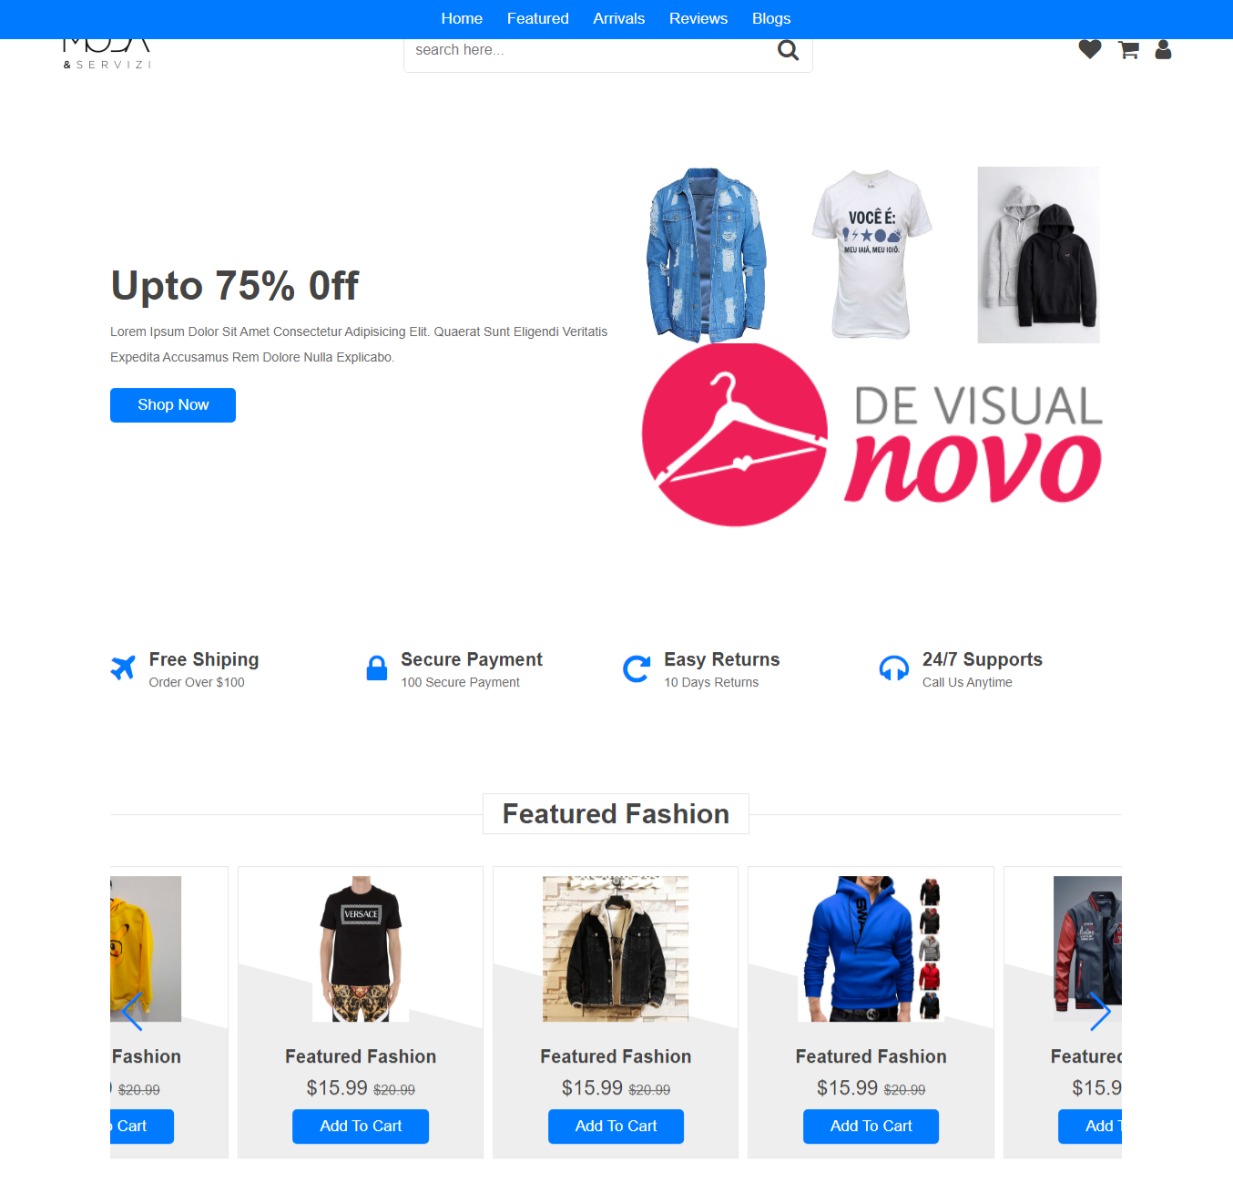 Home Featured Arrivals Reviews Blogs
MODA
& SERVIZI
search here...
VOCÊ É:
MEU IAIÁ, MEU IOIÔ.
Upto 75% 0ff
Lorem Ipsum Dolor Sit Amet Consectetur Adipisicing Elit. Quaerat Sunt Eligendi Veritatis
Expedita Accusamus Rem Dolore Nulla Explicabo.
Shop Now
DE VISUAL
novo
Free Shiping
Order Over $100
Secure Payment
100 Secure Payment
Easy Returns
10 Days Returns
24/7 Supports
Call Us Anytime
Featured Fashion
VERSACE
Fashion
$20.99
Cart
Featured Fashion
$15.99 $20.99
Add To Cart
Featured Fashion
$15.99 $20.99
Add To Cart
Featured Fashion
$15.99 $20.99
Add To Cart
Feature
$15.9
Add